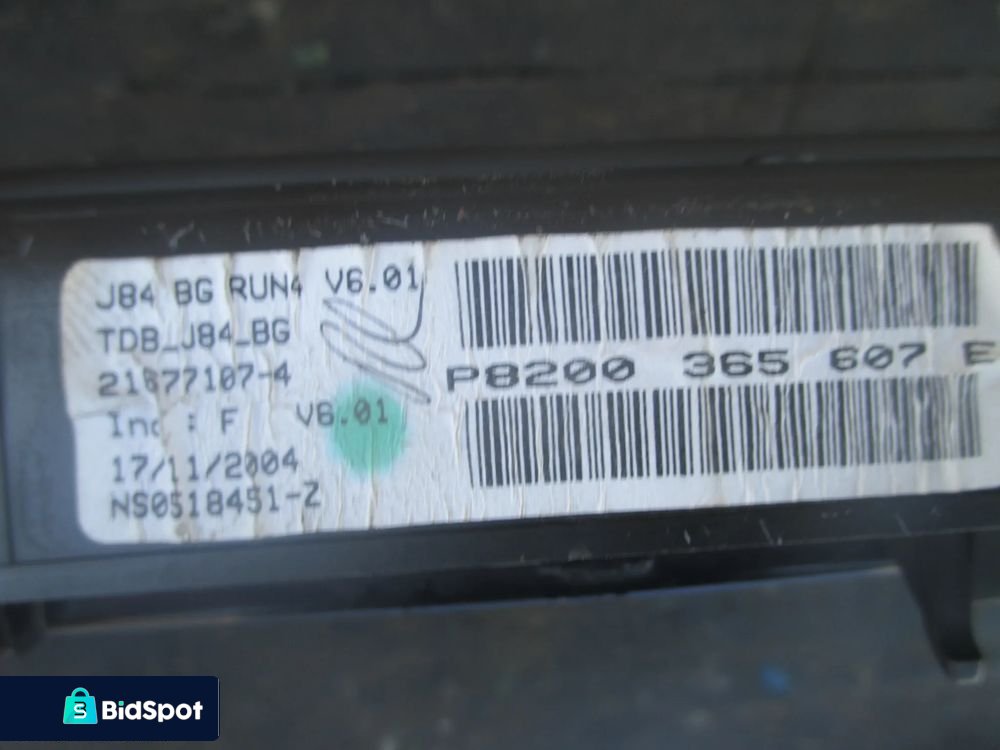 J84 BG RUN4 V6.01
TDB_J84_BG
21677107-4
Ind : F V6.01
17/11/2004
NS0518451-Z
P8200 365 607 E
BidSpot